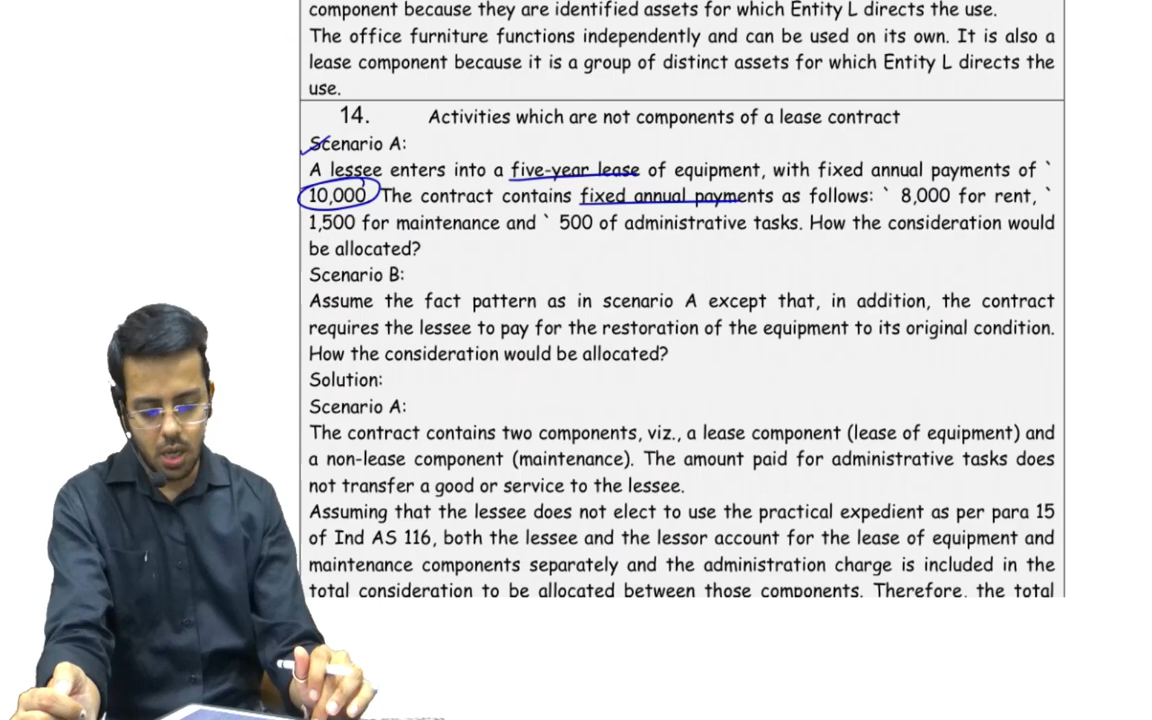 component because they are identified assets for which Entity L directs the use.
The office furniture functions independently and can be used on its own. It is also a
lease component because it is a group of distinct assets for which Entity L directs the
use.
14. Activities which are not components of a lease contract
Scenario A:
A lessee enters into a five-year lease of equipment, with fixed annual payments of `
10,000 The contract contains fixed annual payments as follows: ` 8,000 for rent, `
1,500 for maintenance and ` 500 of administrative tasks. How the consideration would
be allocated?
Scenario B:
Assume the fact pattern as in scenario A except that, in addition, the contract
requires the lessee to pay for the restoration of the equipment to its original condition.
How the consideration would be allocated?
Solution:
Scenario A:
The contract contains two components, viz., a lease component (lease of equipment) and
a non-lease component (maintenance). The amount paid for administrative tasks does
not transfer a good or service to the lessee.
Assuming that the lessee does not elect to use the practical expedient as per para 15
of Ind AS 116, both the lessee and the lessor account for the lease of equipment and
maintenance components separately and the administration charge is included in the
total consideration to be allocated between those components. Therefore, the total